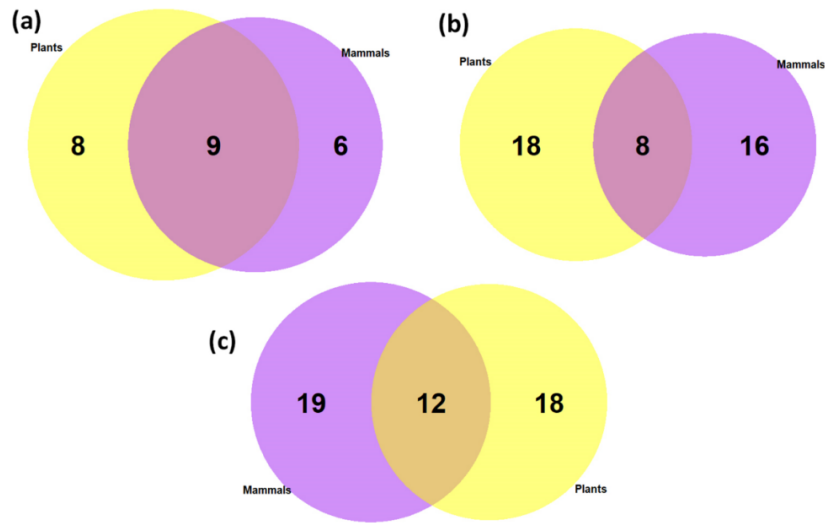 (a)
Plants
Mammals
8 9 6
(b)
Plants
Mammals
18 8 16
(c)
19 12 18
Mammals
Plants